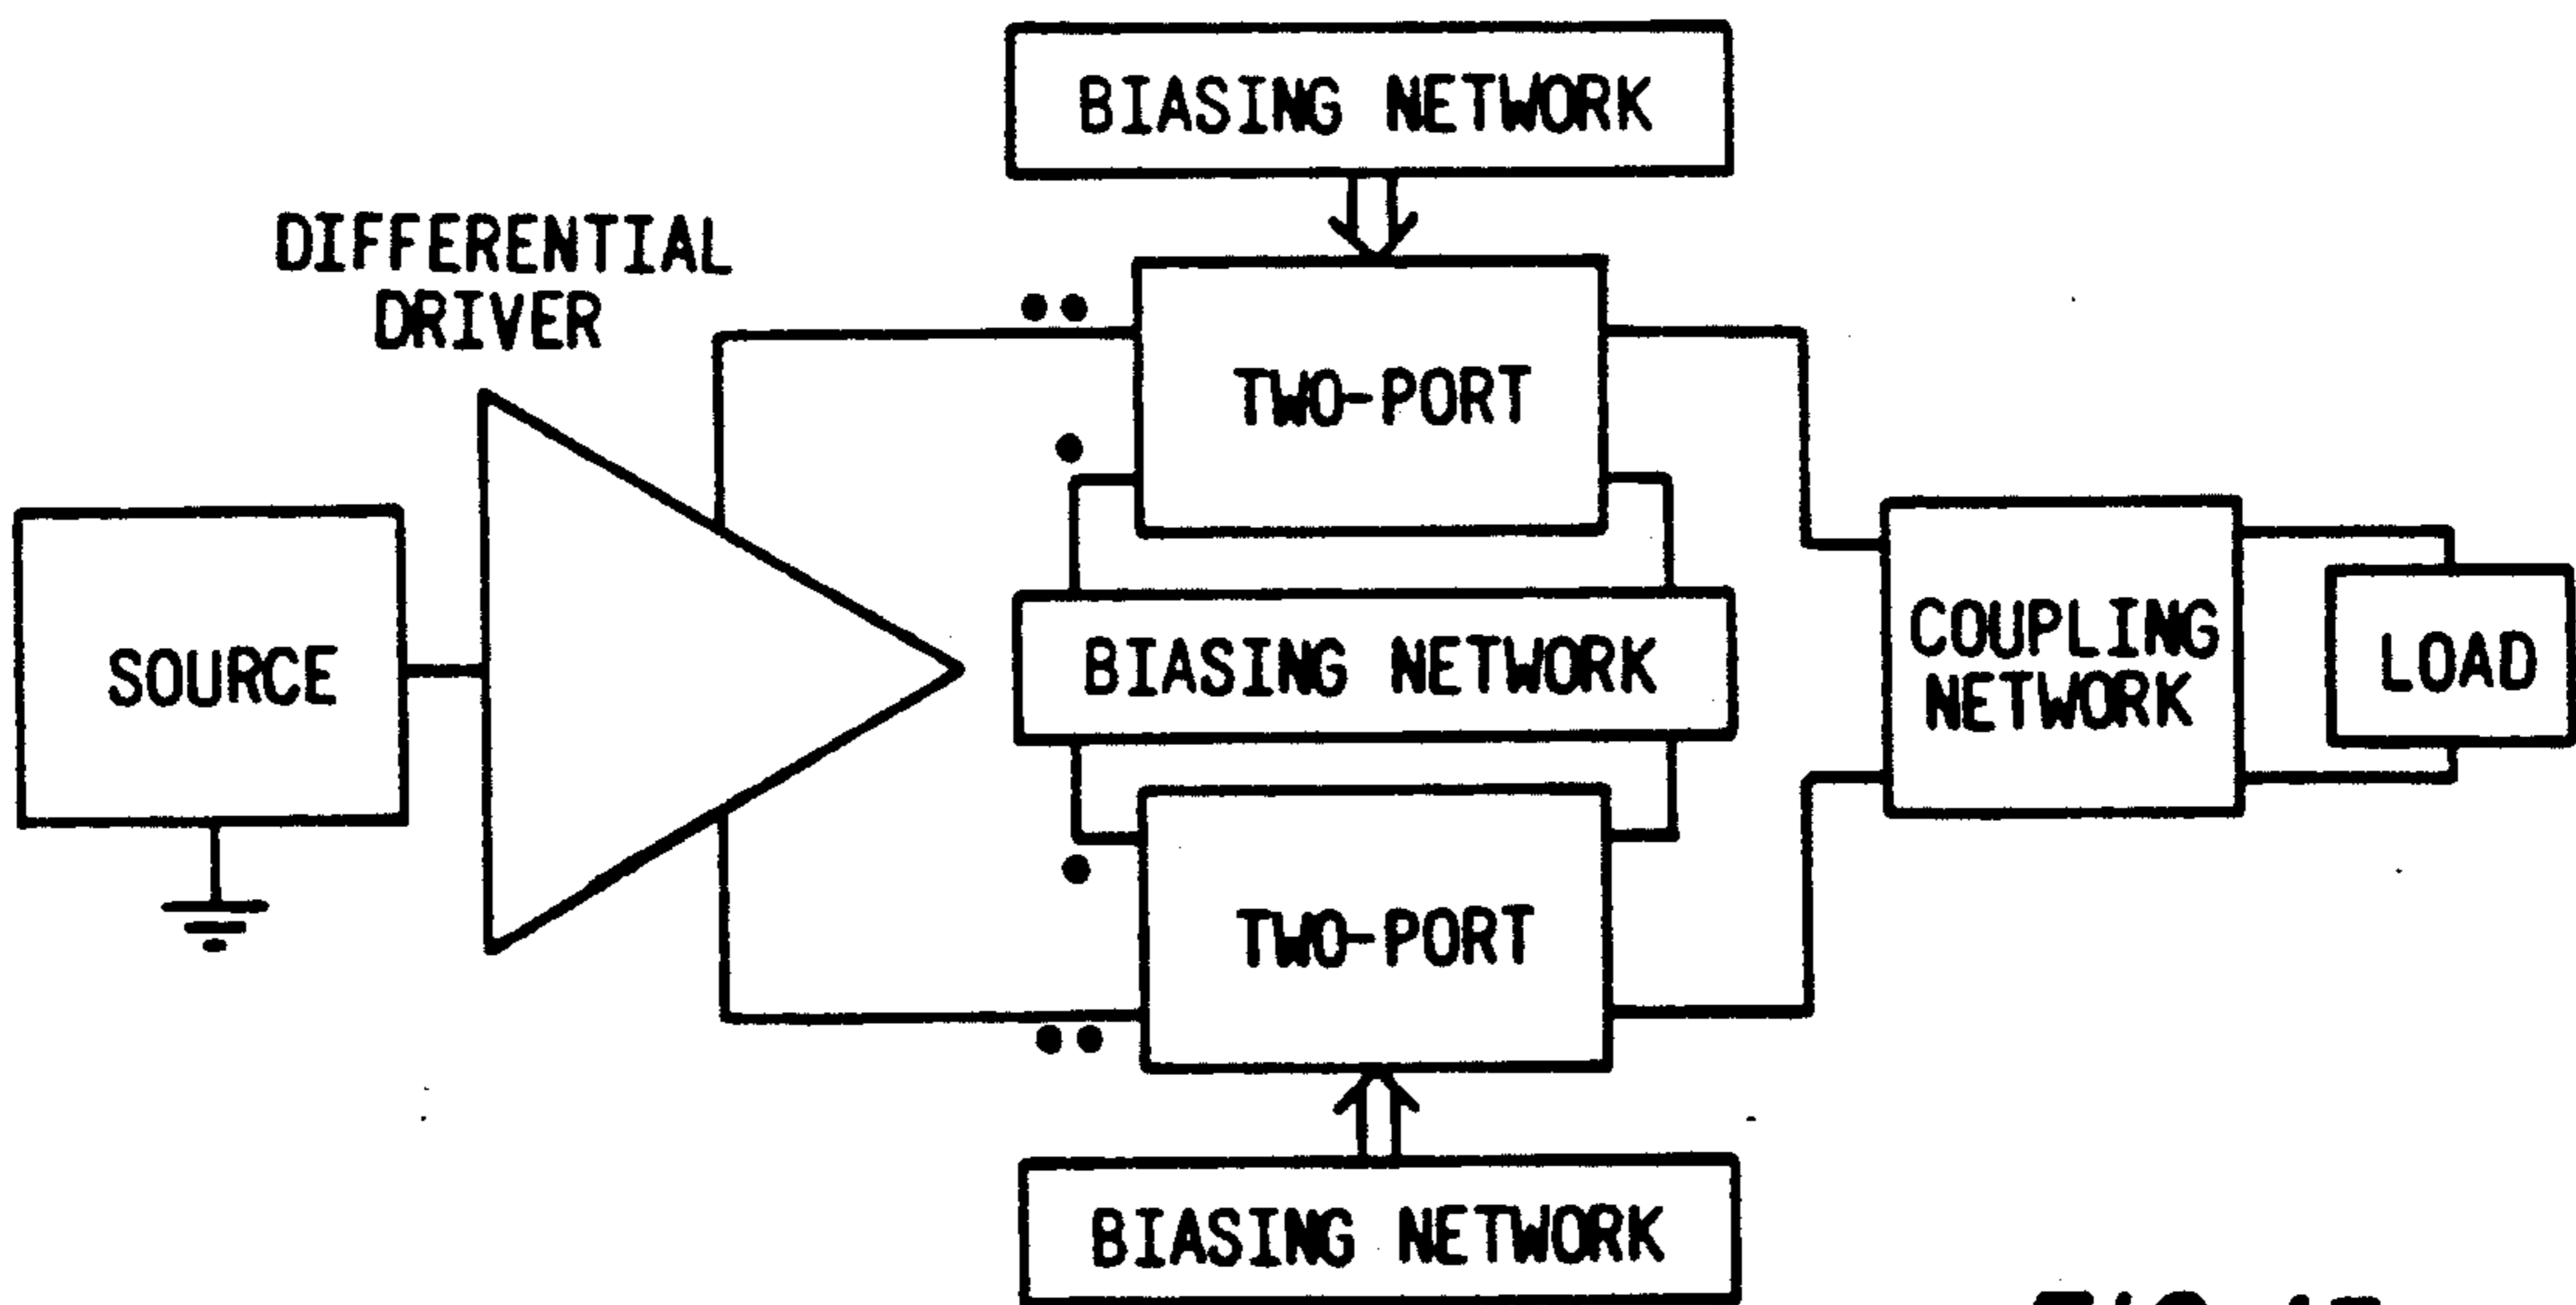 BIASING NETWORK
DIFFERENTIAL
DRIVER
TWO-PORT
SOURCE
BIASING NETWORK
COUPLING
NETWORK
LOAD
TWO-PORT
BIASING NETWORK